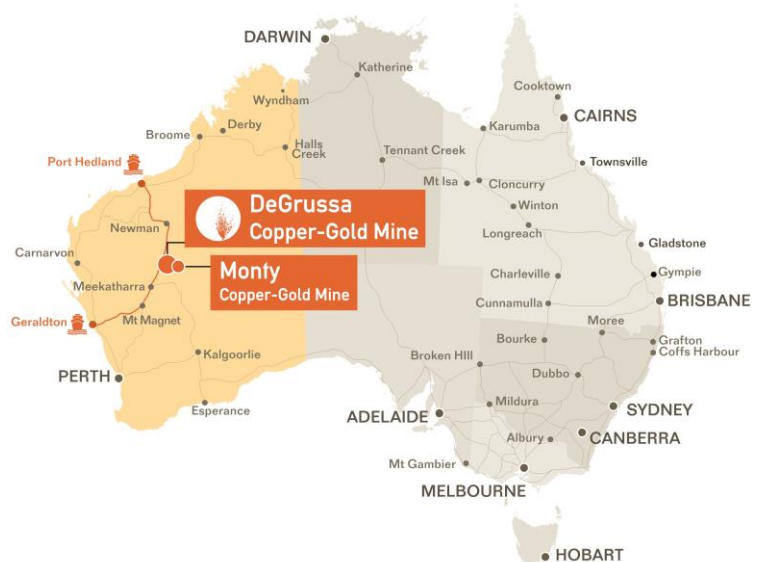 DARWIN
Katherine
Cooktown
Wyndham
CAIRNS
Derby
Karumba
Broome
Halls
Creek
Tennant Creek
Port Hedland
Townsville
Mt Isa
Cloncurry
DeGrussa
Copper-Gold Mine
Winton
Newman
Longreach
Gladstone
Carnarvon
Monty
Copper-Gold Mine
Charleville
Gympie
Meekatharra
Cunnamulla
BRISBANE
Geraldton
Mt Magnet
Moree
Bourke
Grafton
Coffs Harbour
Kalgoorlie
Broken HIll
PERTH
Dubbo
Esperance
Mildura
SYDNEY
ADELAIDE
Albury
CANBERRA
Mt Gambier
MELBOURNE
HOBART